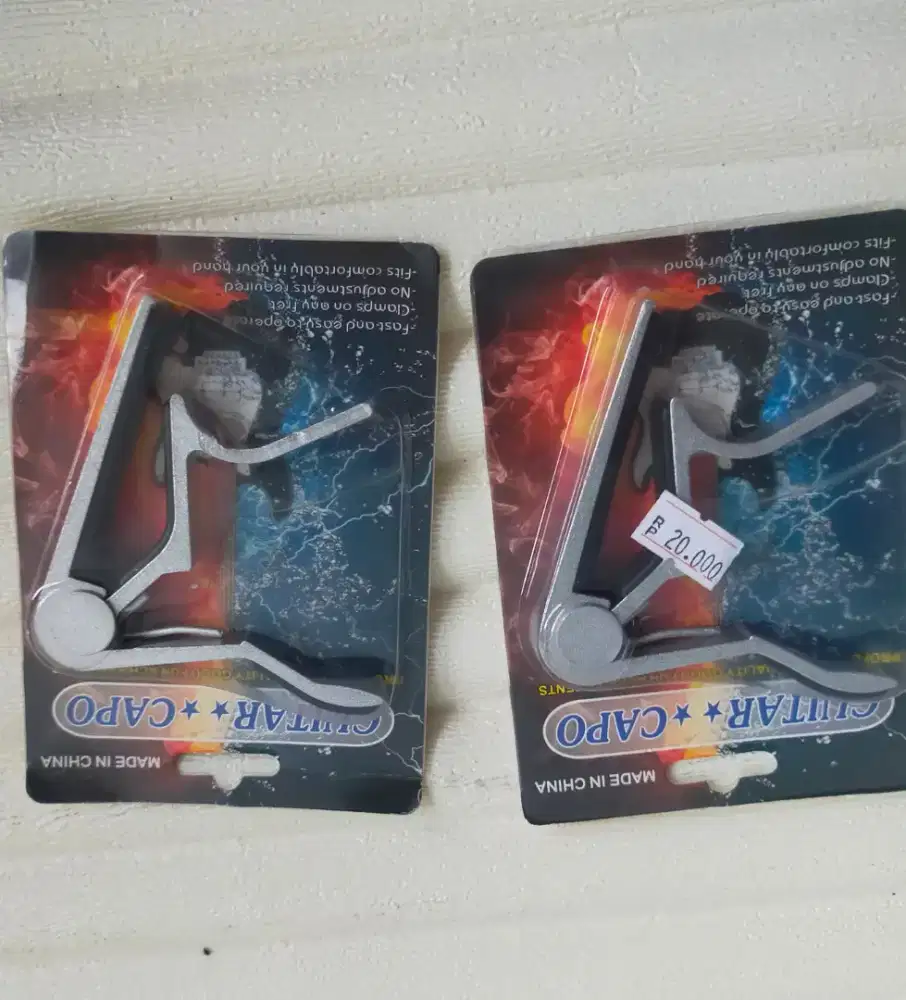 MADE IN CHINA
GUITAR★★CAPO
-Fast and easy to operate
-Clamps on any fret
-No adjustments required
-Fits comfortably in your hand
MADE IN CHINA
GUITAR★★CAPO
-Fast and easy to operate
-Clamps on any fret
-No adjustments required
-Fits comfortably in your hand
RP 20.000